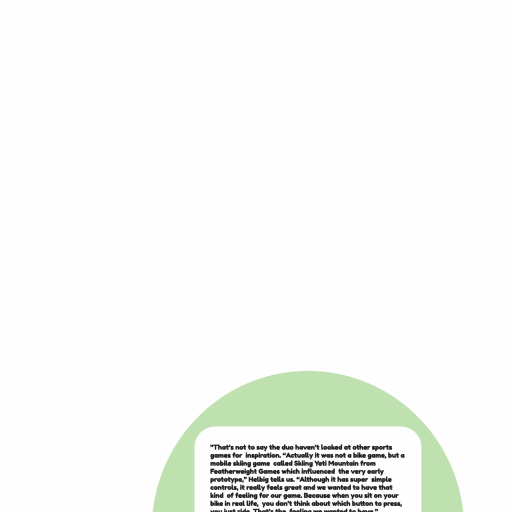 "That's not to say the duo haven't looked at other sports
games for inspiration. "Actually it was not a bike game, but a
mobile skiing game called Skiing Yeti Mountain from
Featherweight Games which influenced the very early
prototype," Helbig tells us. "Although it has super simple
controls, it really feels great and we wanted to have that
kind of feeling for our game. Because when you sit on your
bike in real life, you don't think about which button to press,
you just ride. That's the feeling we wanted to have."